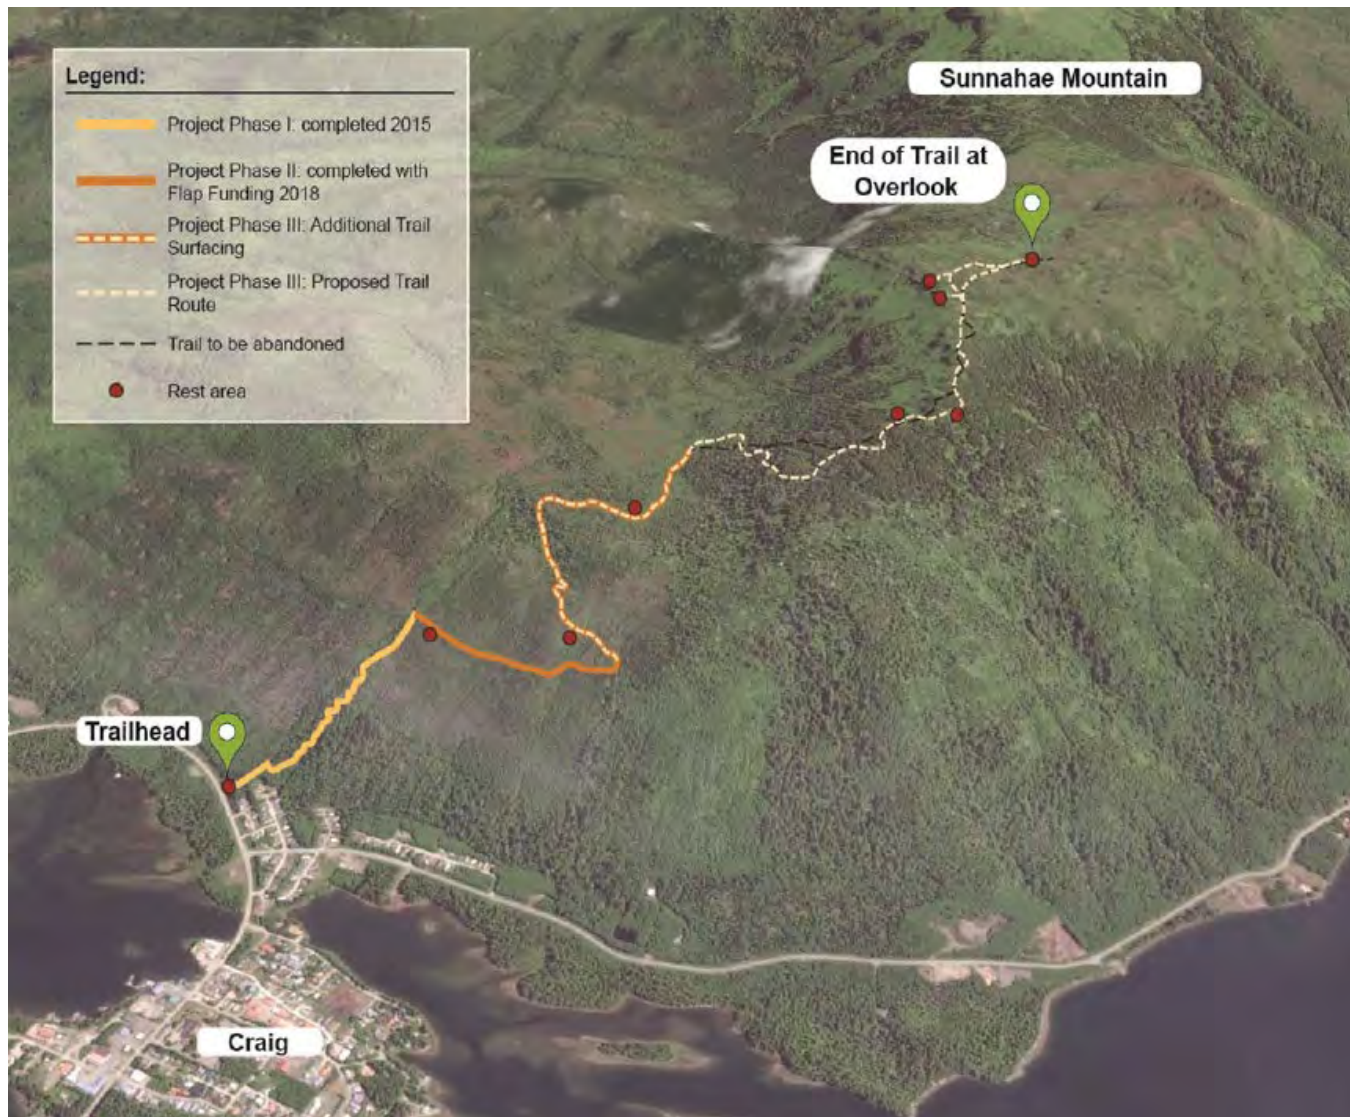 Legend:
Project Phase I: completed 2015
Project Phase II: completed with
Flap Funding 2018
Project Phase III: Additional Trail
Surfacing
Project Phase III: Proposed Trail
Route
Trail to be abandoned
Rest area
Sunnahae Mountain
End of Trail at
Overlook
Trailhead
Craig